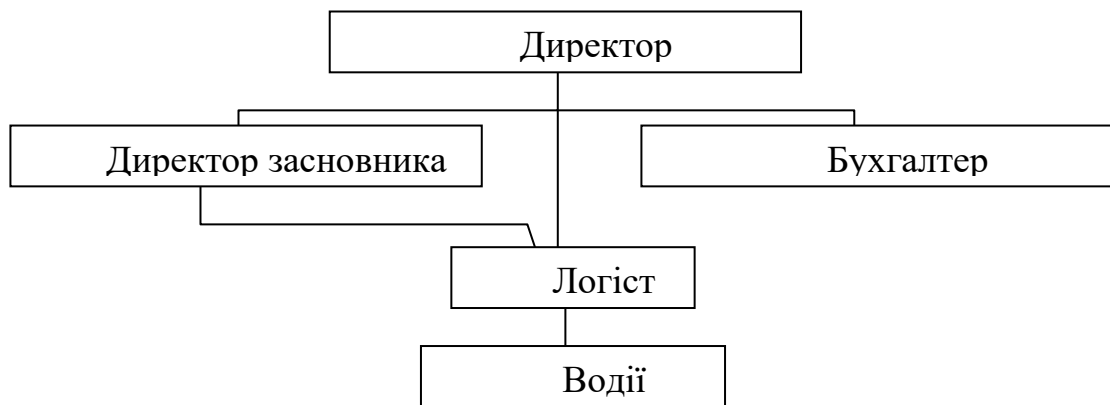 Директор
Директор засновника
Бухгалтер
Логіст
Водії